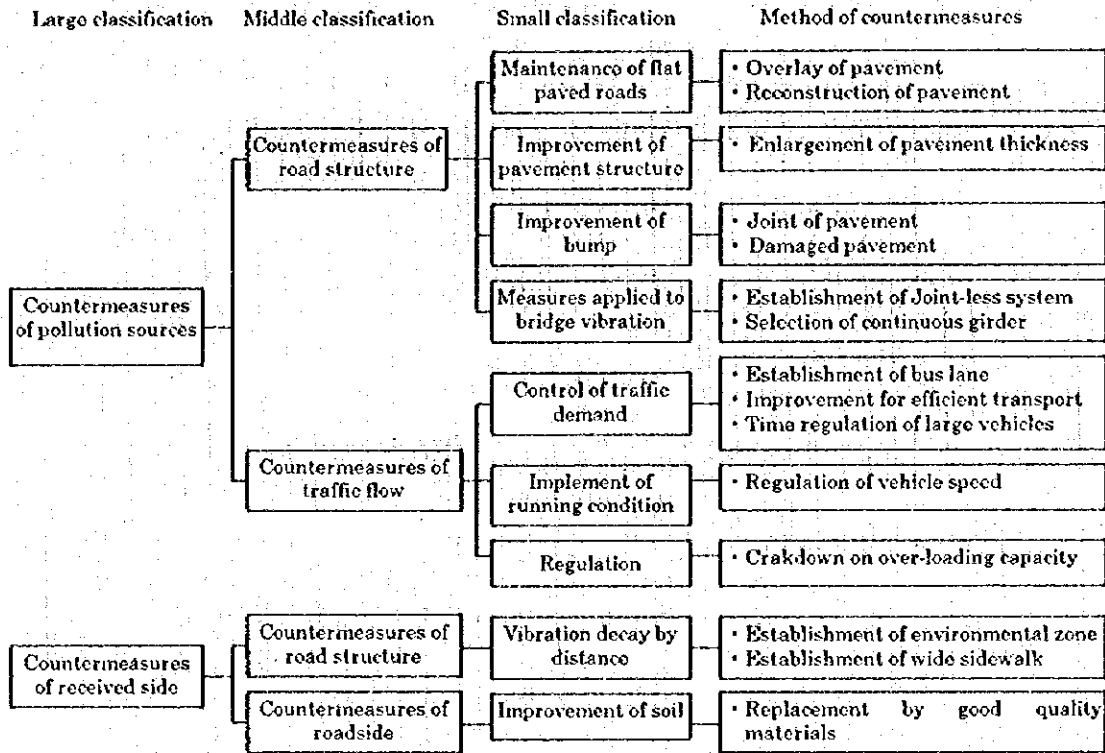 Large classification Middle classification Small classification Method of countermeasures
Countermeasures
of pollution sources
Countermeasures of
road structure
Maintenance of flat
paved roads
· Overlay of pavement
· Reconstruction of pavement
Improvement of
pavement structure
· Enlargement of pavement thickness
Improvement of
bump
· Joint of pavement
· Damaged pavement
Measures applied to
bridge vibration
· Establishment of Joint-less system
· Selection of continuous girder
Countermeasures of
traffic flow
Control of traffic
demand
· Establishment of bus lane
· Improvement for efficient transport
· Time regulation of large vehicles
Implement of
running condition
· Regulation of vehicle speed
Regulation
· Crakdown on over-loading capacity
Countermeasures
of received side
Countermeasures of
road structure
Vibration decay by
distance
· Establishment of environmental zone
· Establishment of wide sidewalk
Countermeasures of
roadside
Improvement of soil
· Replacement by good quality
materials